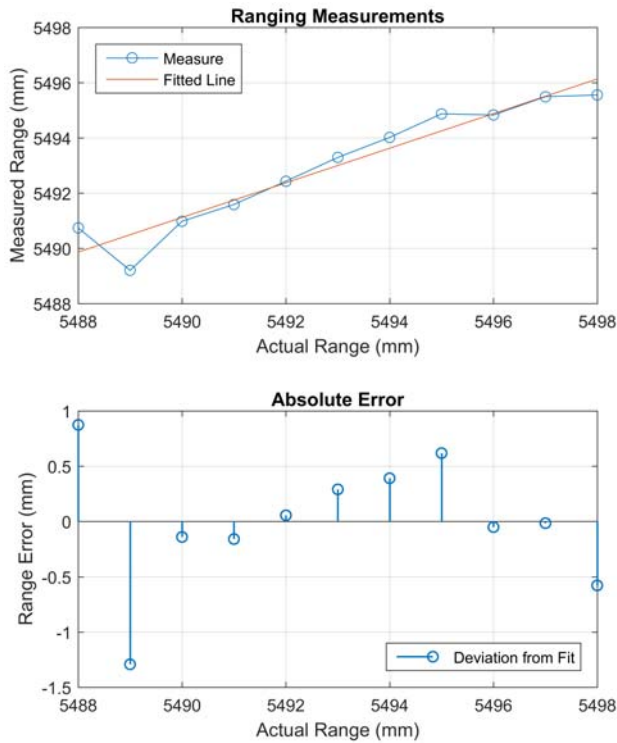 Ranging Measurements
5498
5496
5494
5492
5490
5488
Measured Range (mm)
Measure
Fitted Line
5488
5490
5492
5494
5496
5498
Actual Range (mm)
Absolute Error
1
0.5
0
-0.5
-1
-1.5
Range Error (mm)
Deviation from Fit
5488
5490
5492
5494
5496
5498
Actual Range (mm)